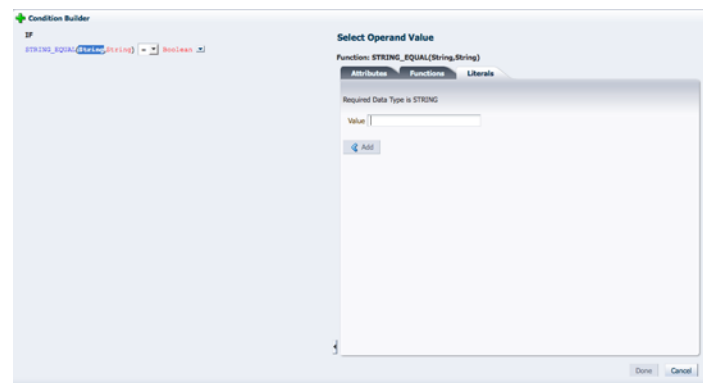 Condition Builder
IF
STRING_EQUAL(String,String) = Boolean
Select Operand Value
Function: STRING_EQUAL(String,String)
Attributes Functions Literals
Required Data Type is STRING
Value
Add
Done Cancel